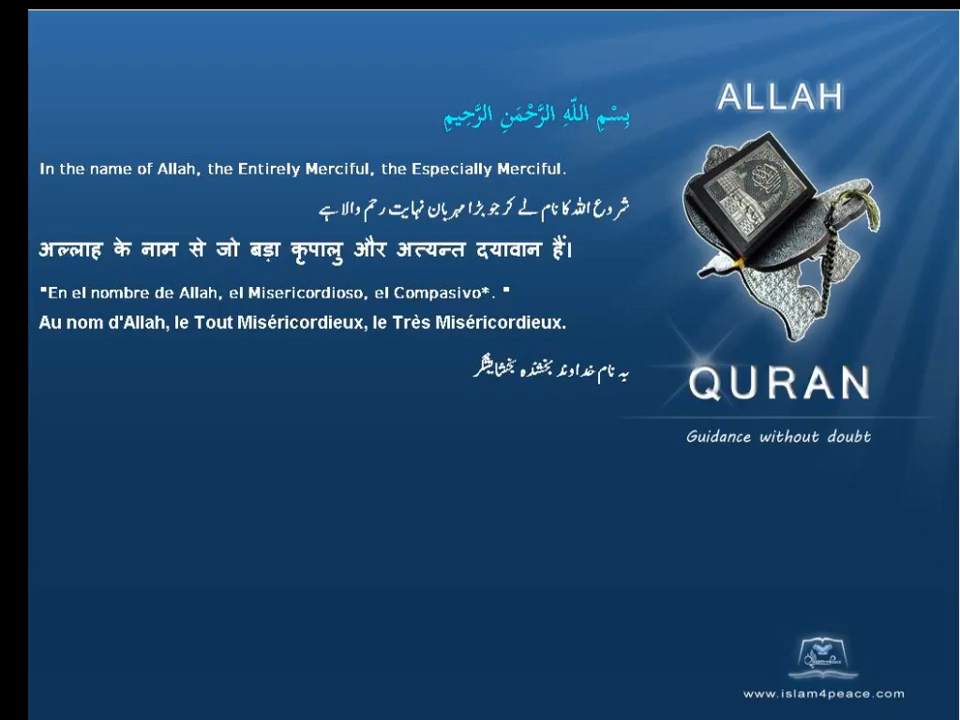 بِسْمِ اللَّهِ الرَّحْمَنِ الرَّحِيمِ
In the name of Allah, the Entirely Merciful, the Especially Merciful.
شروع اللہ کا نام لے کر جو بڑا مہربان نہایت رحم والا ہے
अल्लाह के नाम से जो बड़ा कृपालु और अत्यन्त दयावान हैं।
"En el nombre de Allah, el Misericordioso, el Compasivo*. "
Au nom d'Allah, le Tout Miséricordieux, le Très Miséricordieux.
به نام خداوند بخشنده بخشایشگر
ALLAH
QURAN
Guidance without doubt
www.islam4peace.com